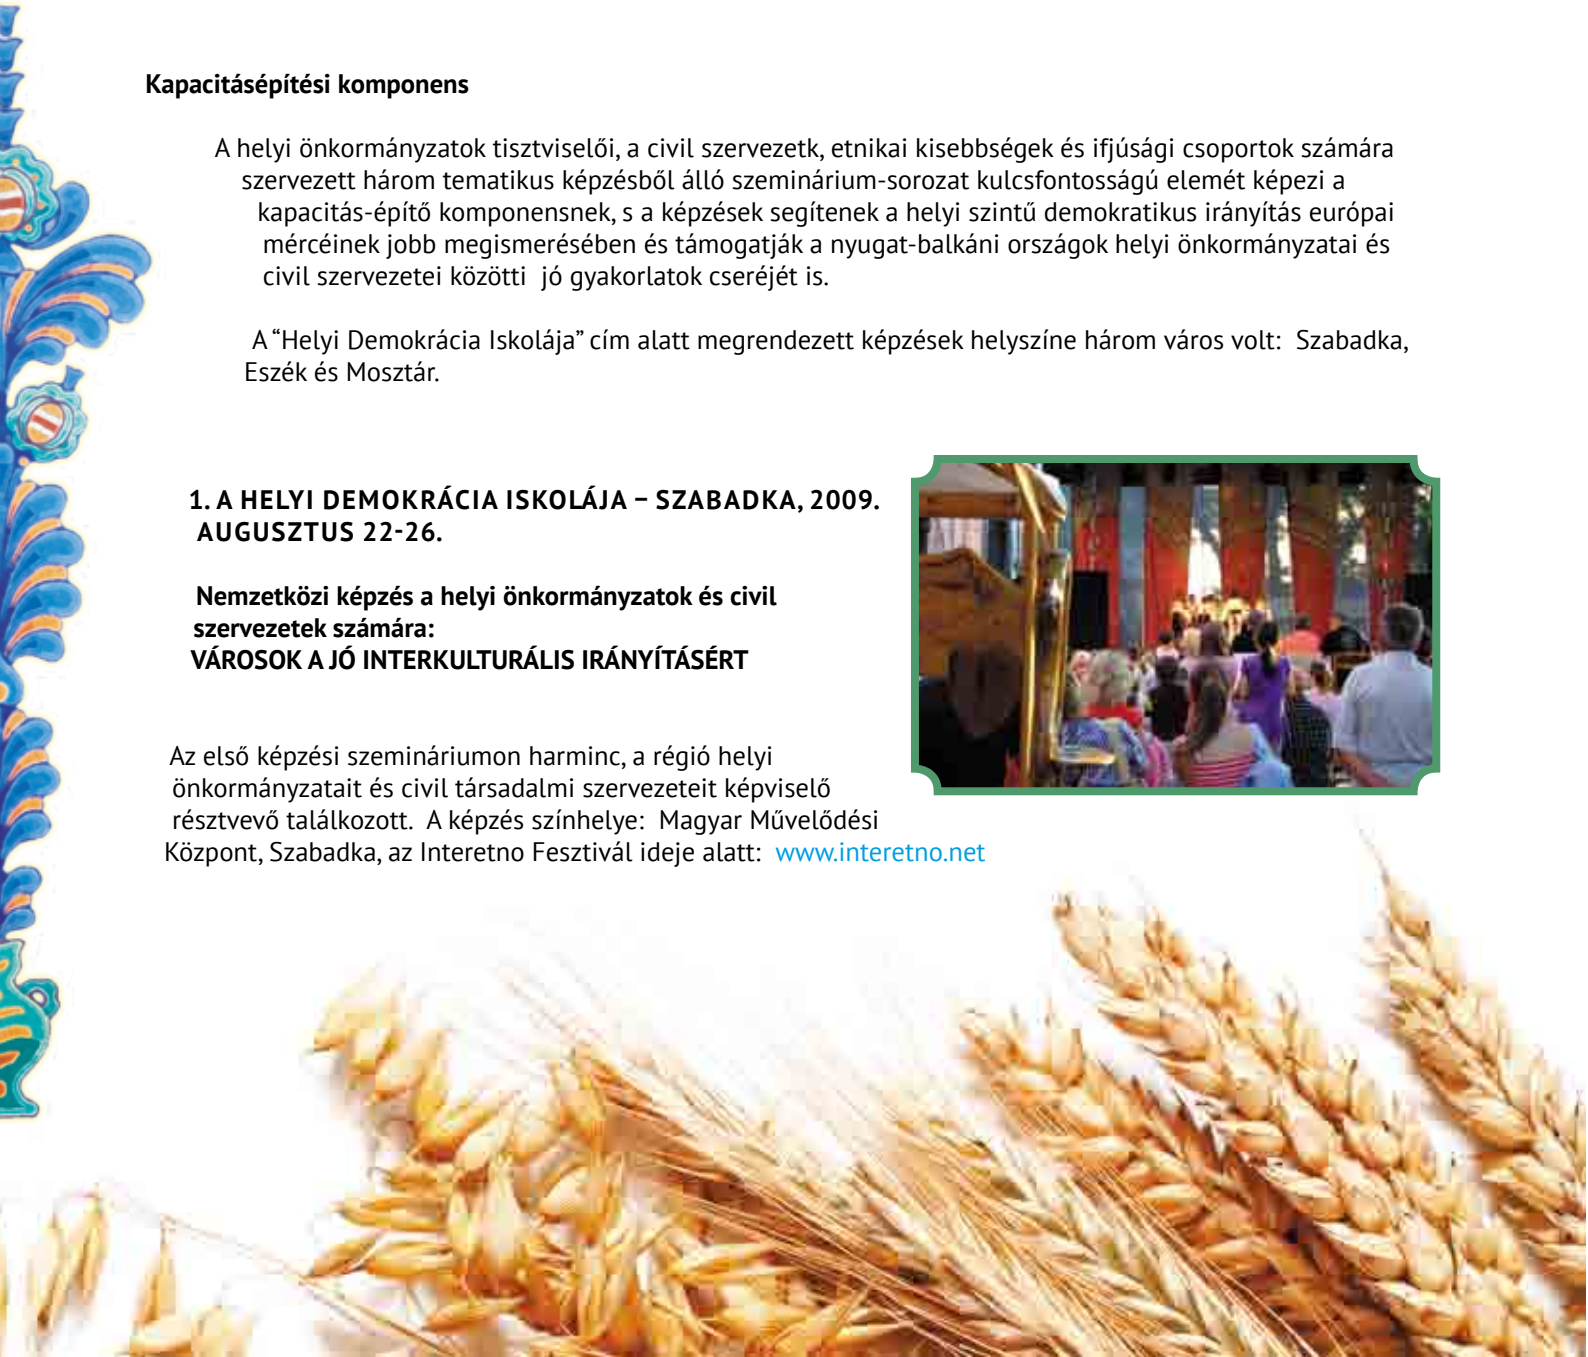 Kapacitásépítési komponens
A helyi önkormányzatok tisztviselői, a civil szervezetk, etnikai kisebbségek és ifjúsági csoportok számára
szervezett három tematikus képzésből álló szeminárium-sorozat kulcsfontosságú elemét képezi a
kapacitás-építő komponensnek, s a képzések segítenek a helyi szintű demokratikus irányítás európai
mércéinek jobb megismerésében és támogatják a nyugat-balkáni országok helyi önkormányzatai és
civil szervezetei közötti jó gyakorlatok cseréjét is.
A “Helyi Demokrácia Iskolája” cím alatt megrendezett képzések helyszíne három város volt: Szabadka,
Eszék és Mosztár.
1. A HELYI DEMOKRÁCIA ISKOLÁJA – SZABADKA, 2009.
AUGUSZTUS 22-26.
Nemzetközi képzés a helyi önkormányzatok és civil
szervezetek számára:
VÁROSOK A JÓ INTERKULTURÁLIS IRÁNYÍTÁSÉRT
Az első képzési szemináriumon harminc, a régió helyi
önkormányzatait és civil társadalmi szervezeteit képviselő
résztvevő találkozott. A képzés színhelye: Magyar Művelődési
Központ, Szabadka, az Interetno Fesztivál ideje alatt: www.interetno.net